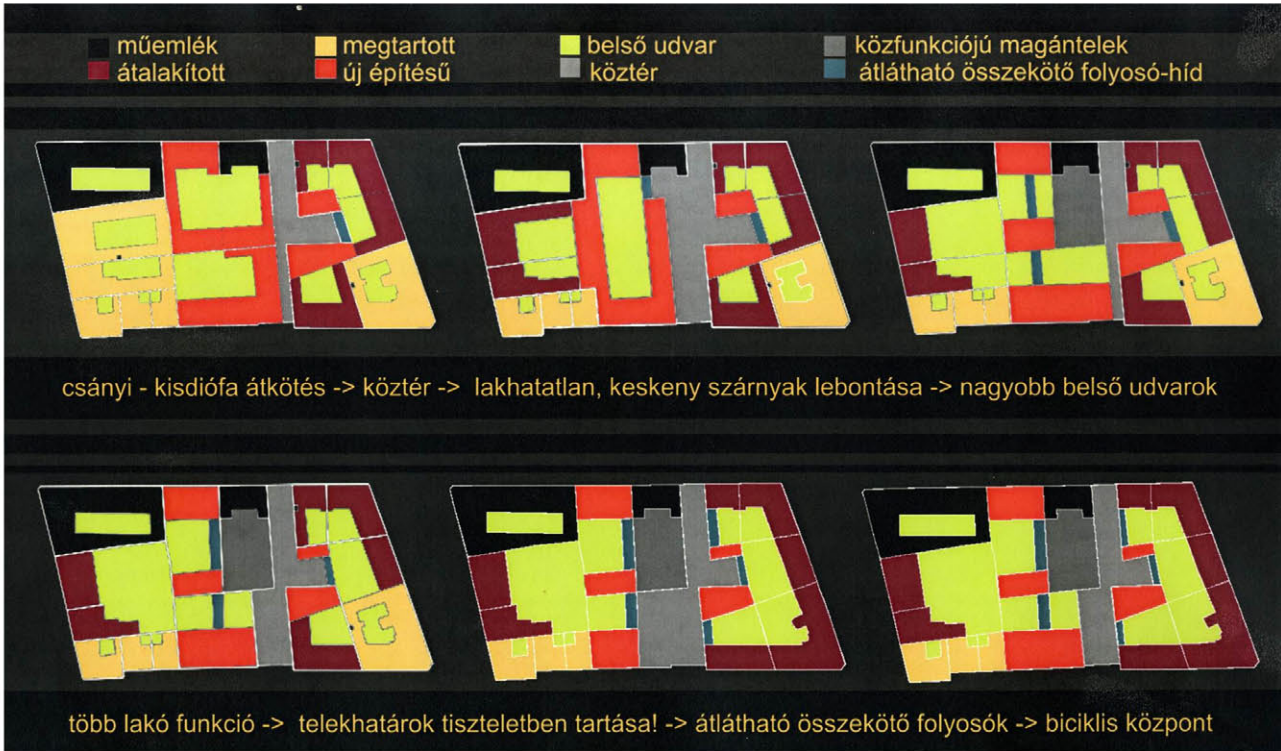 műemlék megtartott belső udvar közfunkciójú magántelek
átalakított új építésű köztér átlátható összekötő folyosó-híd
csányi - kisdiófa átkötés -> köztér -> lakhatatlan, keskeny szárnyak lebontása -> nagyobb belső udvarok
több lakó funkció -> telekhatárok tiszteletben tartása! -> átlátható összekötő folyosók -> biciklis központ